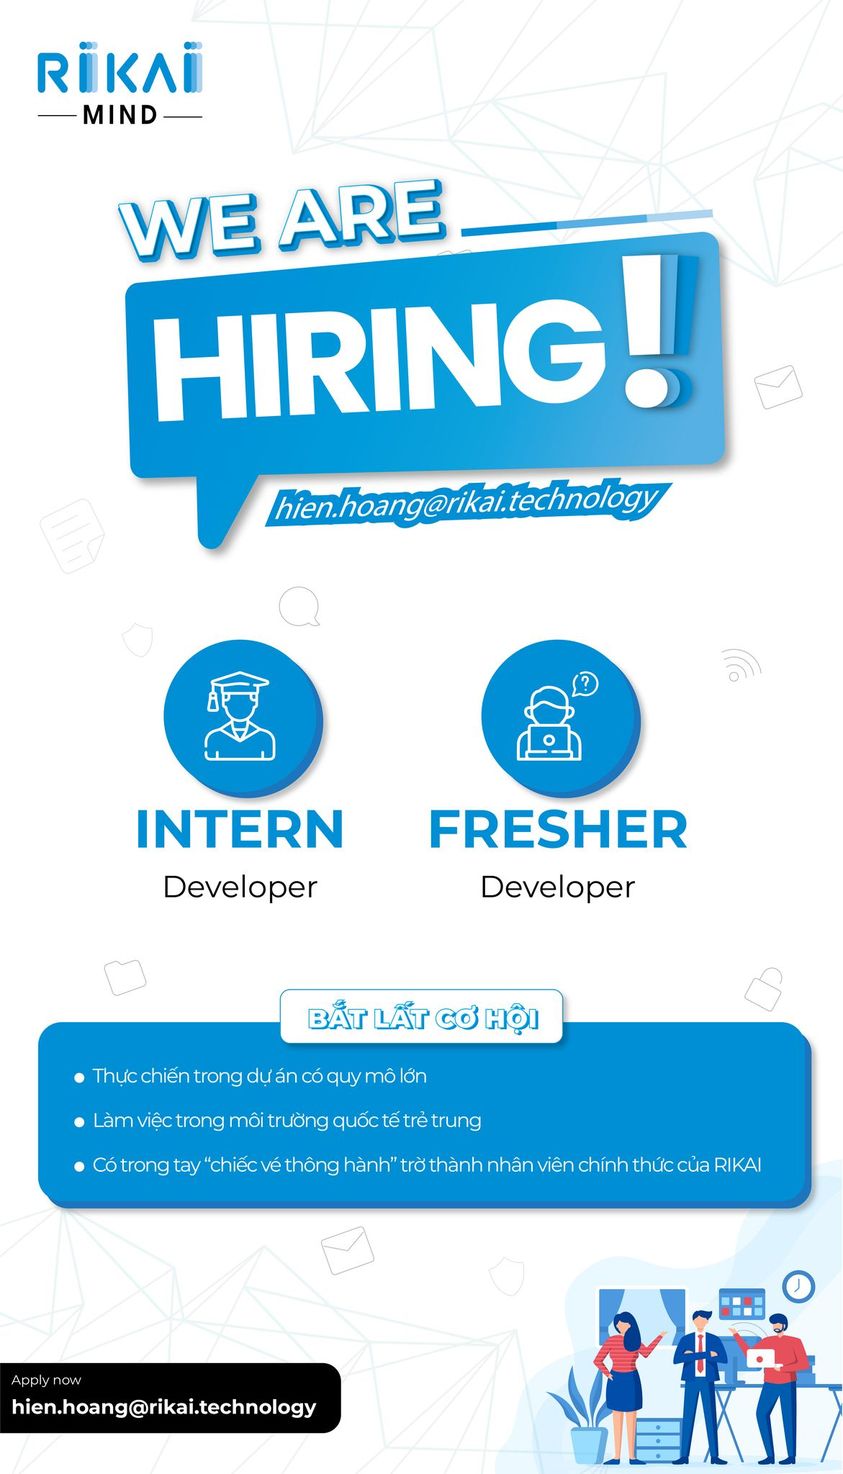 RIKAI
MIND
WE ARE
HIRING!
hien.hoang@rikai.technology
?
INTERN
Developer
FRESHER
Developer
BẮT LẤT CƠ HỘI
Thực chiến trong dự án có quy mô lớn
Làm việc trong môi trường quốc tế trẻ trung
Có trong tay “chiếc vé thông hành” trờ thành nhân viên chính thức của RIKAI
Apply now
hien.hoang@rikai.technology